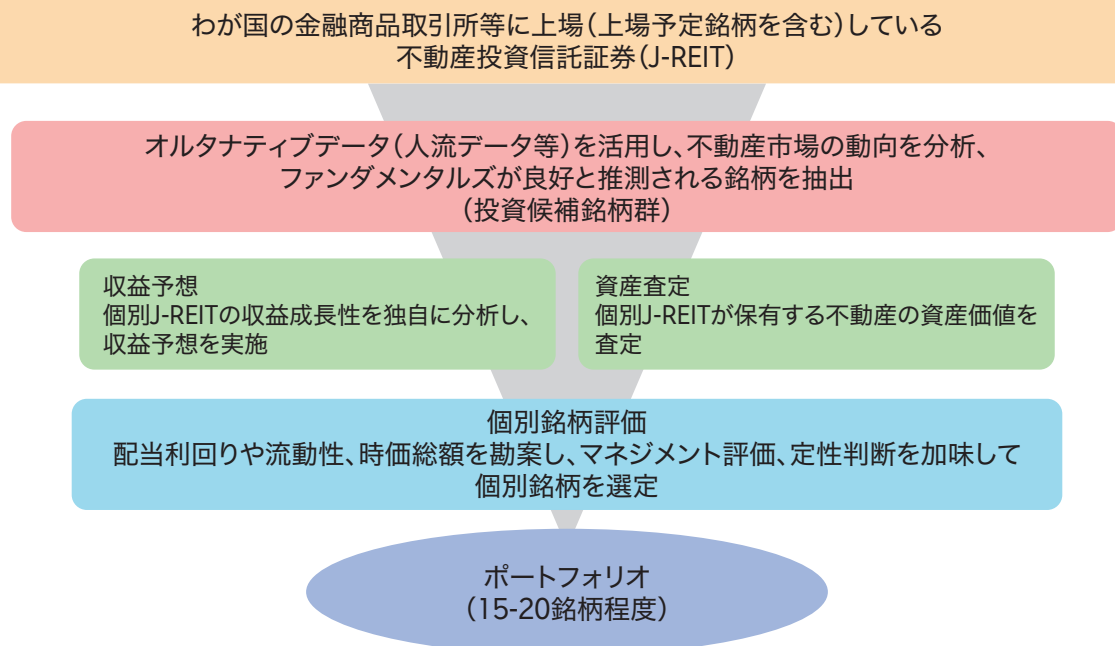 わが国の金融商品取引所等に上場(上場予定銘柄を含む)している
不動産投資信託証券(J-REIT)
オルタナティブデータ(人流データ等)を活用し、不動産市場の動向を分析、
ファンダメンタルズが良好と推測される銘柄を抽出
(投資候補銘柄群)
収益予想
個別J-REITの収益成長性を独自に分析し、
収益予想を実施
資産査定
個別J-REITが保有する不動産の資産価値を
査定
個別銘柄評価
配当利回りや流動性、時価総額を勘案し、マネジメント評価、定性判断を加味して
個別銘柄を選定
ポートフォリオ
(15-20銘柄程度)